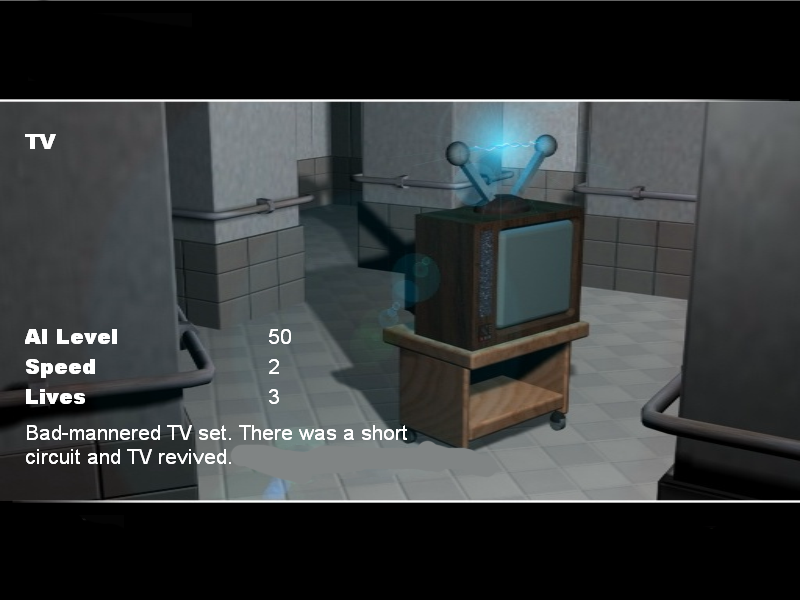 TV
AI Level 50
Speed 2
Lives 3
Bad-mannered TV set. There was a short
circuit and TV revived.